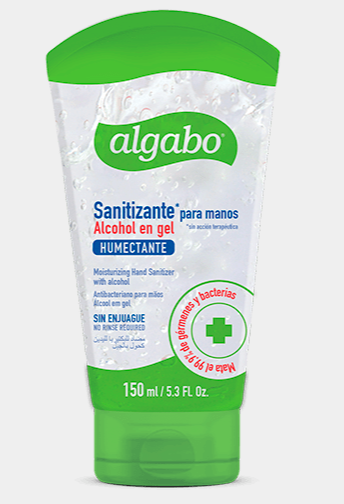 algabo®
Sanitizante* para manos
Alcohol en gel *sin acción terapéutica
HUMECTANTE
Moisturizing Hand Sanitizer
with alcohol
Antibacteriano para mãos
Álcool em gel
SIN ENJUAGUE
NO RINSE REQUIRED
كحول بالجيل
Mata el 99,9% de gérmenes y bacterias
150 ml / 5.3 FL Oz.